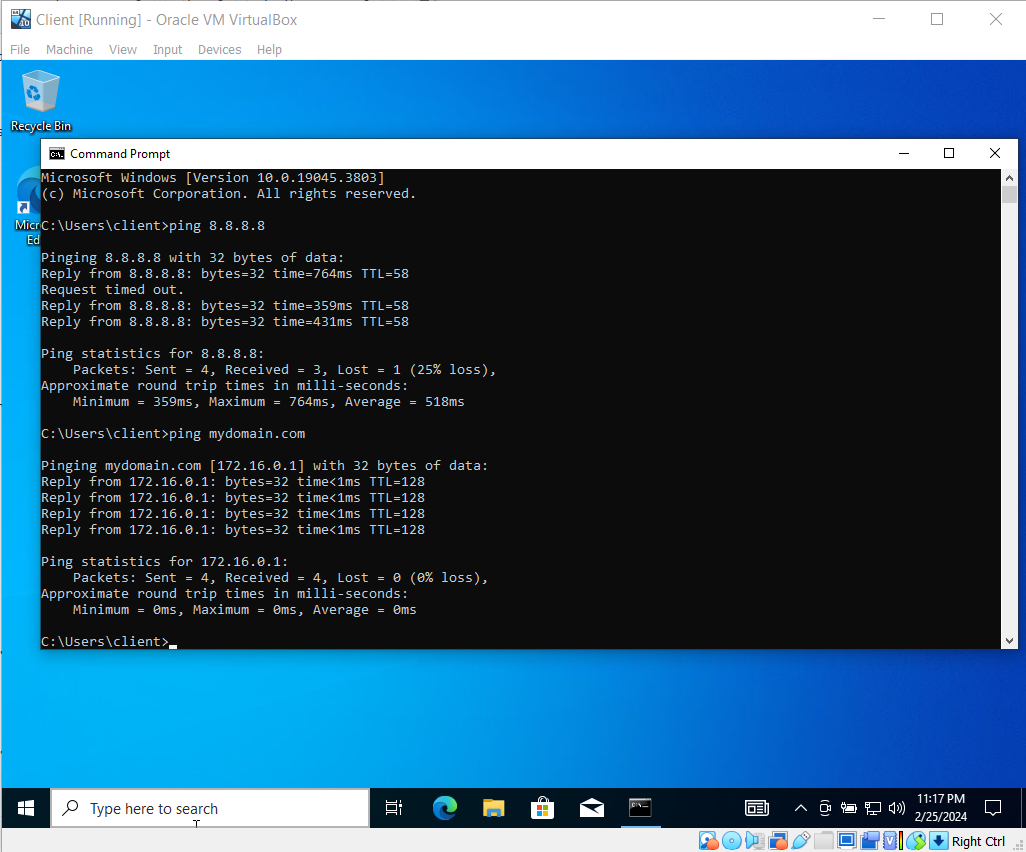 Client [Running] - Oracle VM VirtualBox
File Machine View Input Devices Help
Recycle Bin
Command Prompt
Microsoft Windows [Version 10.0.19045.3803]
(c) Microsoft Corporation. All rights reserved.
Micr
Ed
C:\Users\client>ping 8.8.8.8
Pinging 8.8.8.8 with 32 bytes of data:
Reply from 8.8.8.8: bytes=32 time=764ms TTL=58
Request timed out.
Reply from 8.8.8.8: bytes=32 time=359ms TTL=58
Reply from 8.8.8.8: bytes=32 time=431ms TTL=58
Ping statistics for 8.8.8.8:
    Packets: Sent = 4, Received = 3, Lost = 1 (25% loss),
Approximate round trip times in milli-seconds:
    Minimum = 359ms, Maximum = 764ms, Average = 518ms
C:\Users\client>ping mydomain.com
Pinging mydomain.com [172.16.0.1] with 32 bytes of data:
Reply from 172.16.0.1: bytes=32 time<1ms TTL=128
Reply from 172.16.0.1: bytes=32 time<1ms TTL=128
Reply from 172.16.0.1: bytes=32 time<1ms TTL=128
Reply from 172.16.0.1: bytes=32 time<1ms TTL=128
Ping statistics for 172.16.0.1:
    Packets: Sent = 4, Received = 4, Lost = 0 (0% loss),
Approximate round trip times in milli-seconds:
    Minimum = 0ms, Maximum = 0ms, Average = 0ms
C:\Users\client>
Type here to search
11:17 PM
2/25/2024
Right Ctrl